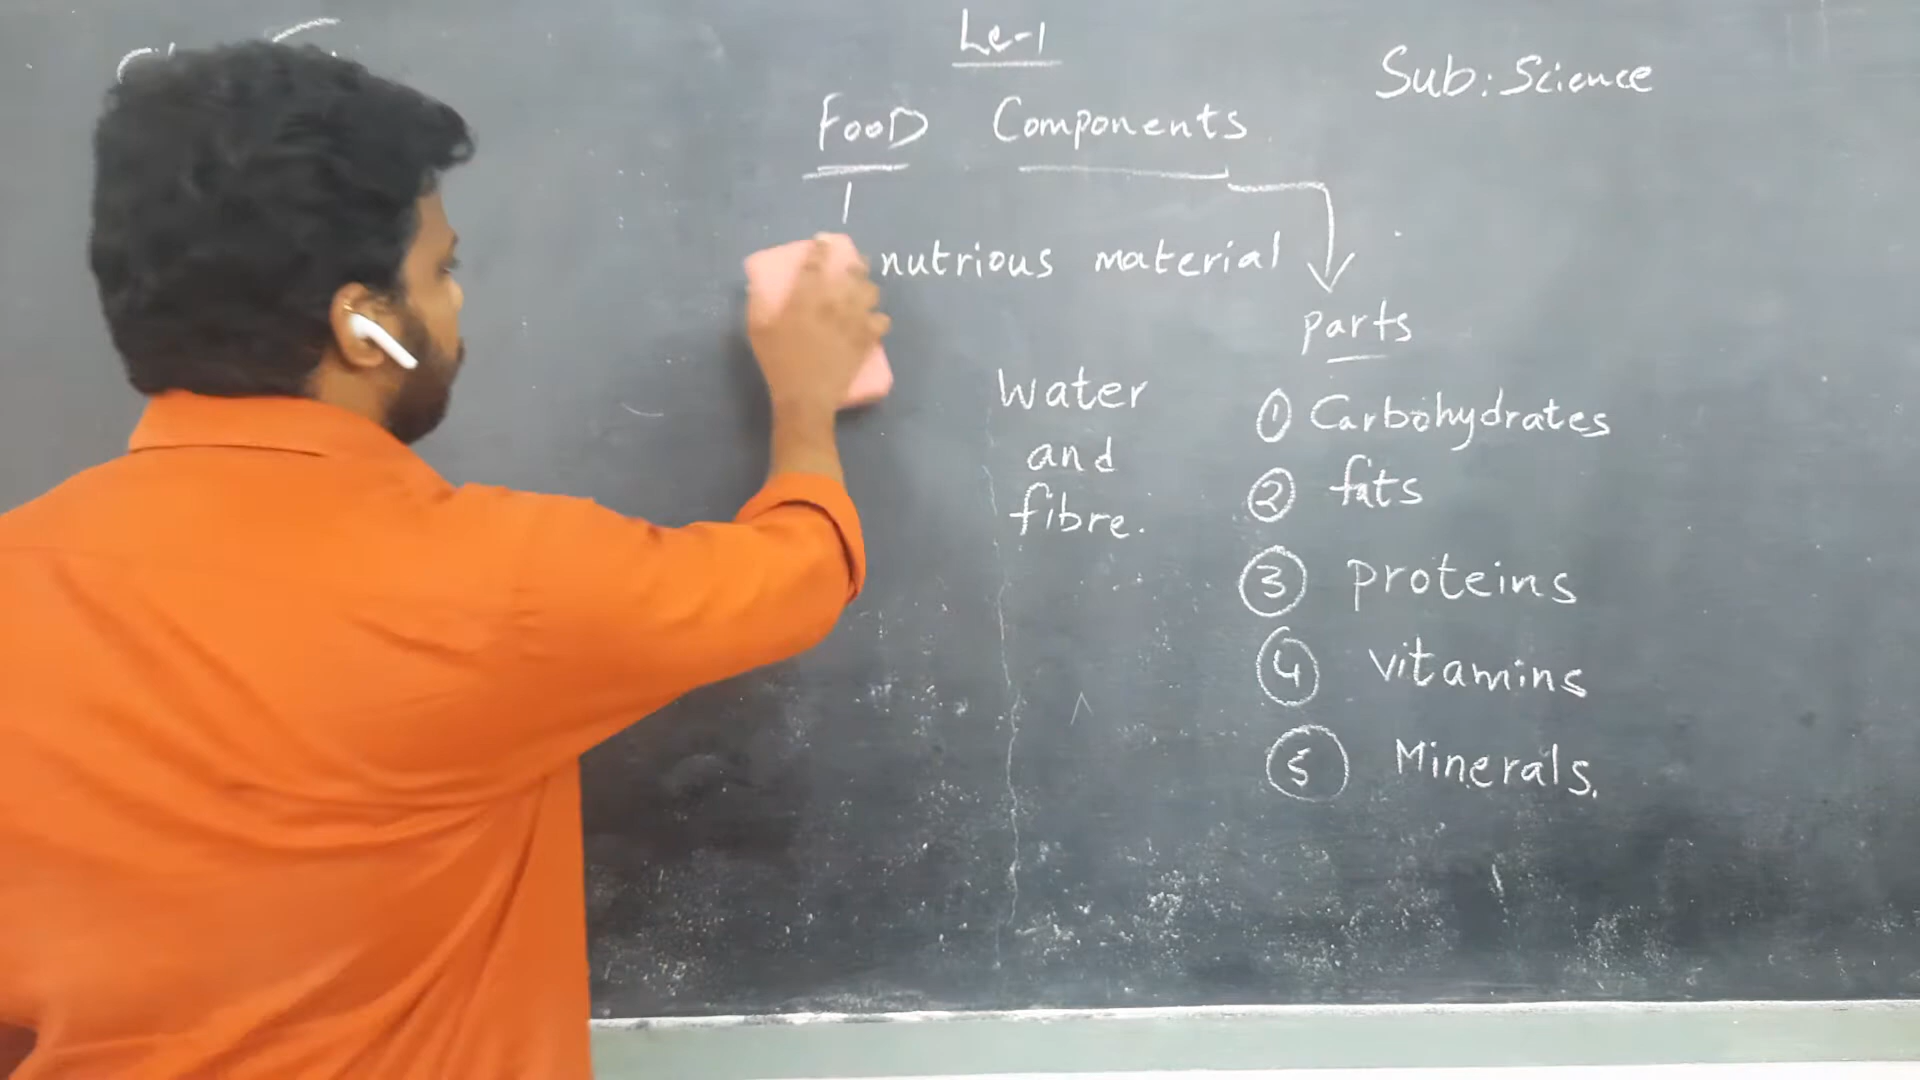 Le-1
Sub: Science
FooD Components
nutrious material
parts
Water
and
fibre.
① Carbohydrates
② fats
③ proteins
④ vitamins
⑤ Minerals.